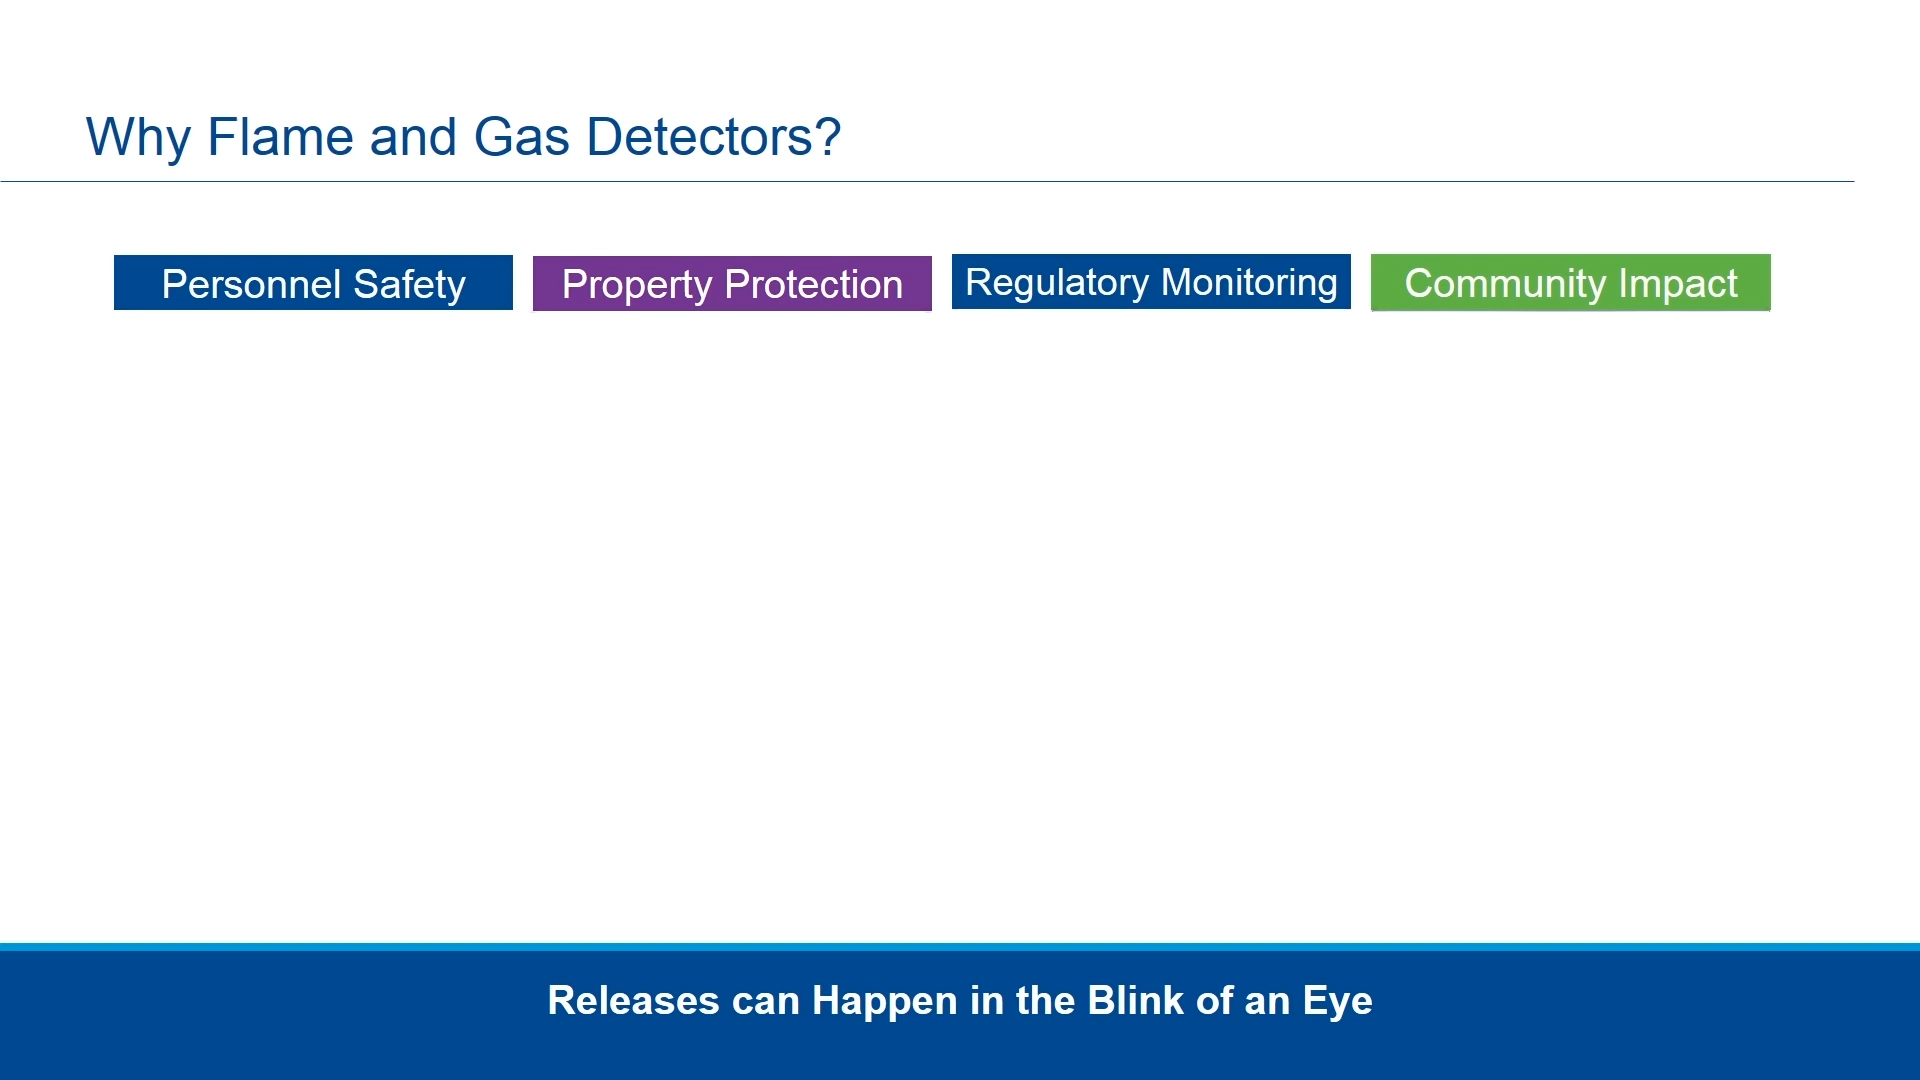 Why Flame and Gas Detectors?
Personnel Safety
Property Protection
Regulatory Monitoring
Community Impact
Releases can Happen in the Blink of an Eye